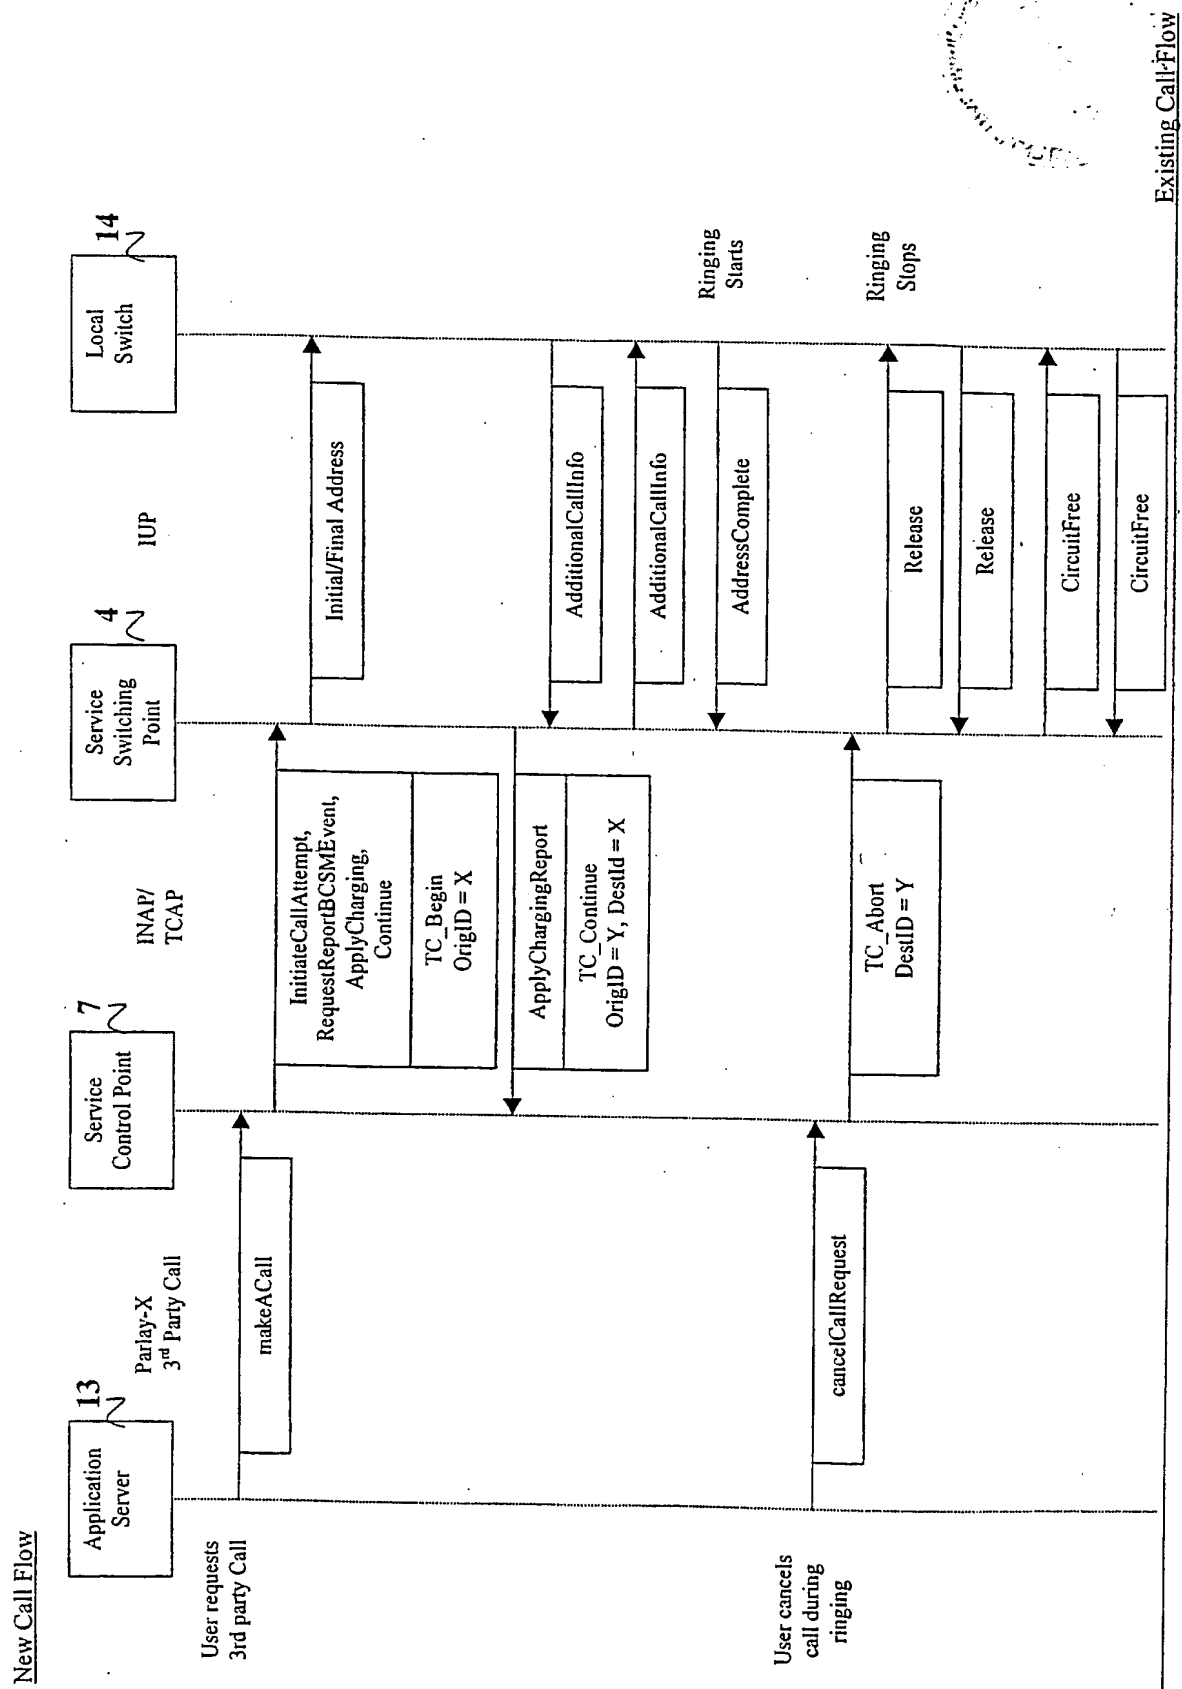 New Call Flow
Application
Server
13
Parlay-X
3rd Party Call
Service
Control Point
7
INAP/
TCAP
Service
Switching
Point
4
IUP
Local
Switch
14
User requests
3rd party Call
makeACall
InitiateCallAttempt,
RequestReportBCSMEvent,
ApplyCharging,
Continue
TC_Begin
OrigID = X
Initial/Final Address
ApplyChargingReport
TC_Continue
OrigID = Y, DestId = X
AdditionalCallInfo
AdditionalCallInfo
AddressComplete
Ringing
Starts
User cancels
call during
ringing
cancelCallRequest
TC_Abort
DestID = Y
Release
Ringing
Stops
Release
CircuitFree
CircuitFree
Existing Call Flow